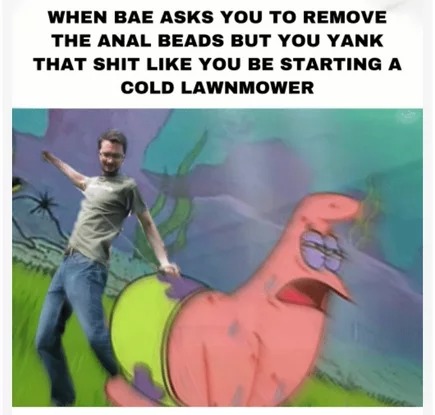 WHEN BAE ASKS YOU TO REMOVE
THE ANAL BEADS BUT YOU YANK
THAT SHIT LIKE YOU BE STARTING A
COLD LAWNMOWER